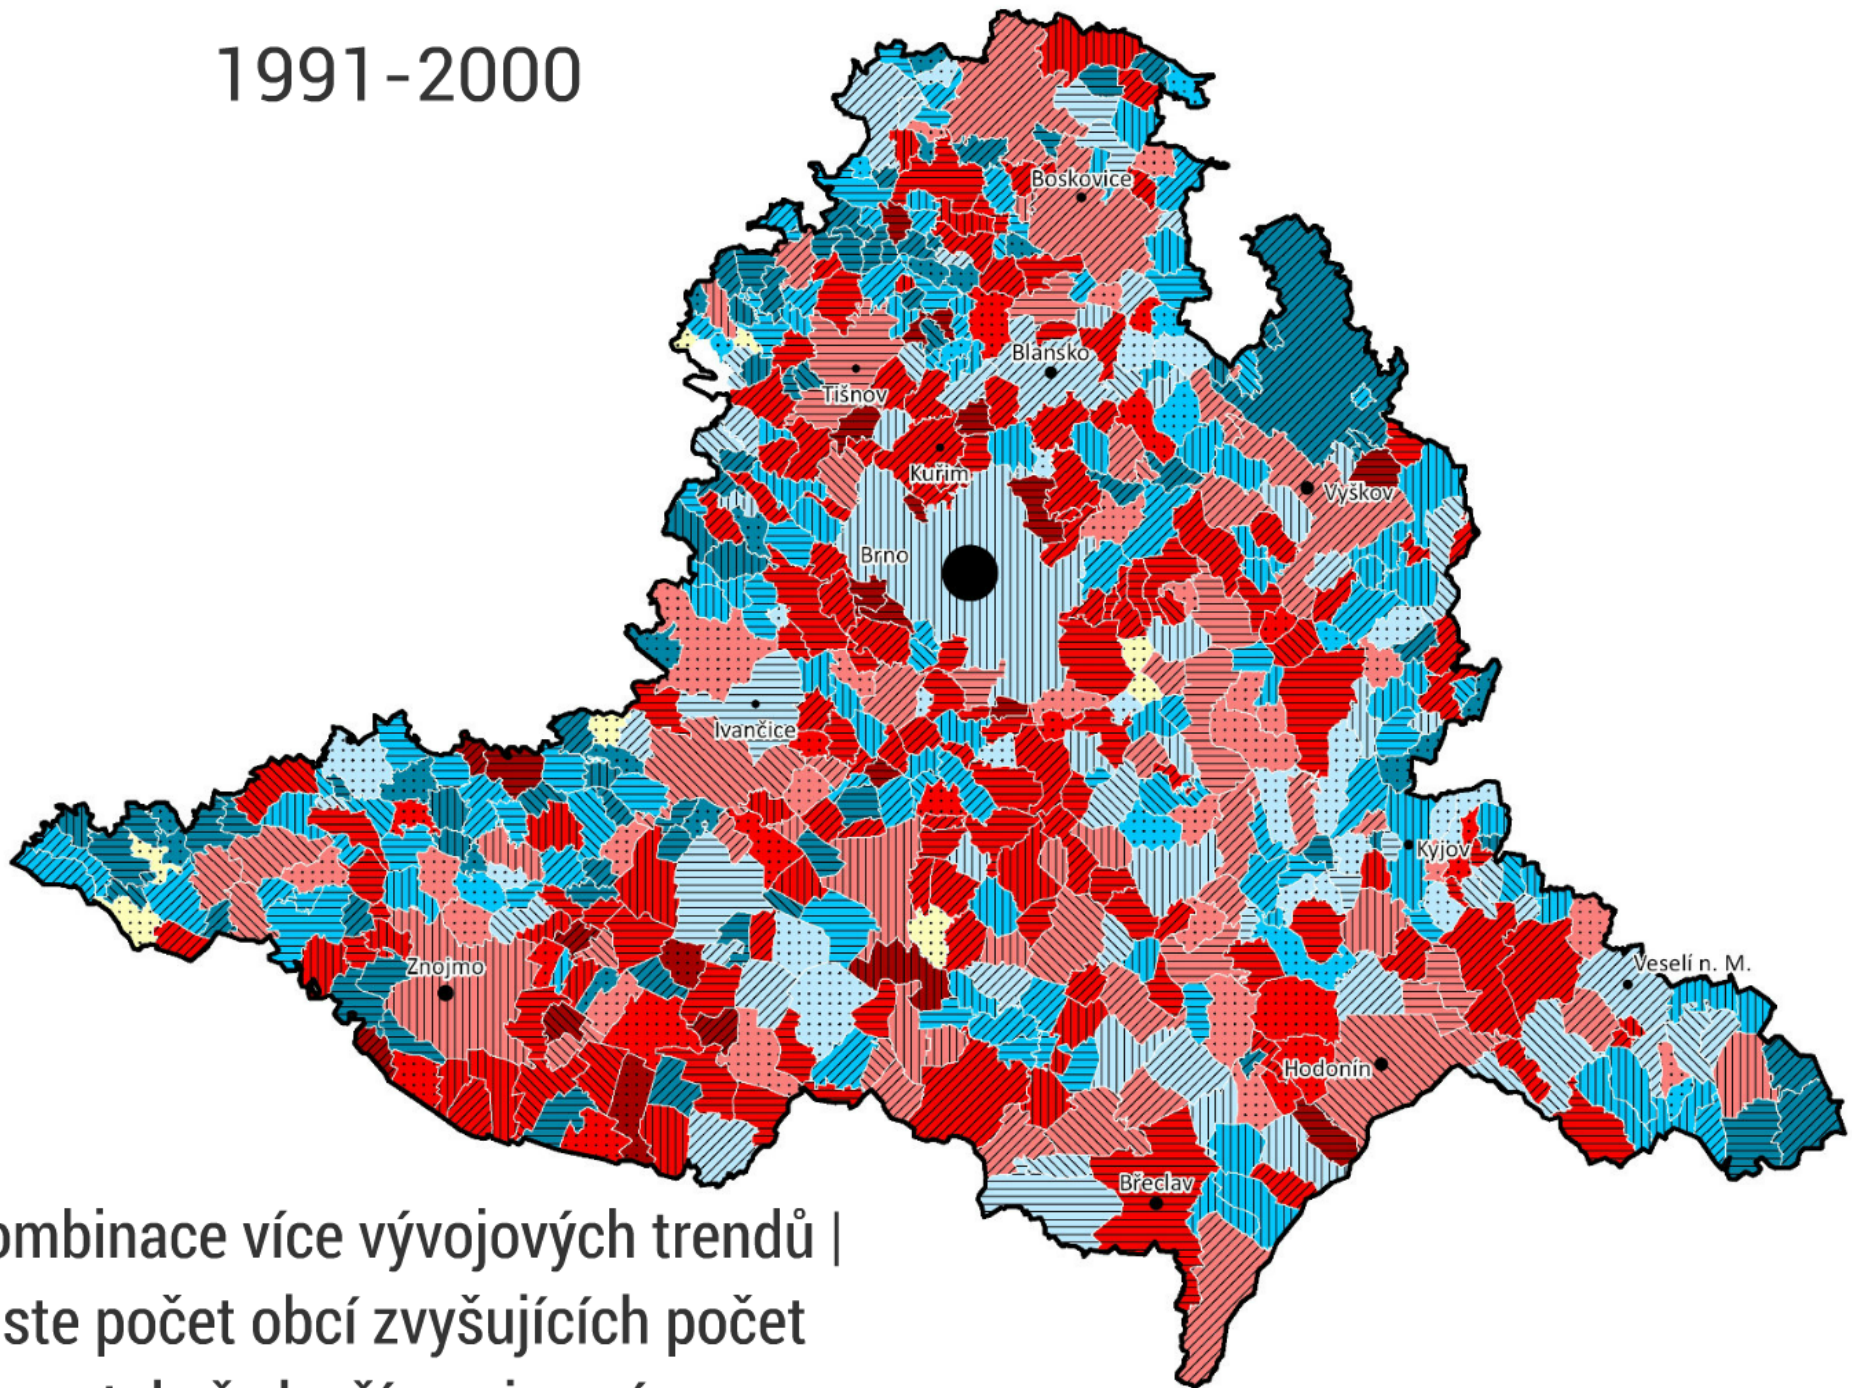 1991-2000
Boskovice
Blansko
Tišnov
Kuřim
Vyškov
Brno
Ivančice
Kyjov
Znojmo
Veselí n. M.
Hodonín
Břeclav
ombinace více vývojových trendů |
ste počet obcí zvyšujících počet